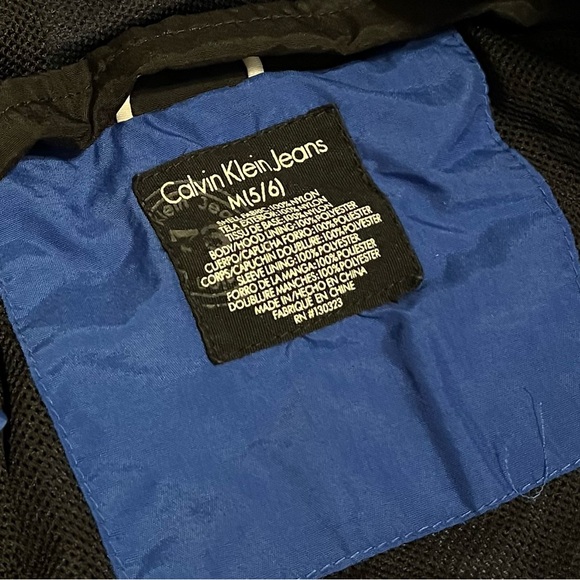 Calvin Klein Jeans
M(5/6)
SHELL FABRIC:100% NYLON
TELA EXTERIOR:100% NYLON
TISSU DE BASE:100% NYLON
BODY/HOOD LINING:100% POLYESTER
CUERPO/CAPUCHA FORRO:100% POLYESTER
CORPS/CAPUCHIN DOUBLURE:100% POLYESTER
SLEEVE LINING:100% POLYESTER
FORRO DE LA MANGA:100% POLYESTER
DOUBLURE MANCHES:100% POLYESTER
MADE IN/HECHO EN CHINA
FABRIQUE EN CHINE
RN #130323